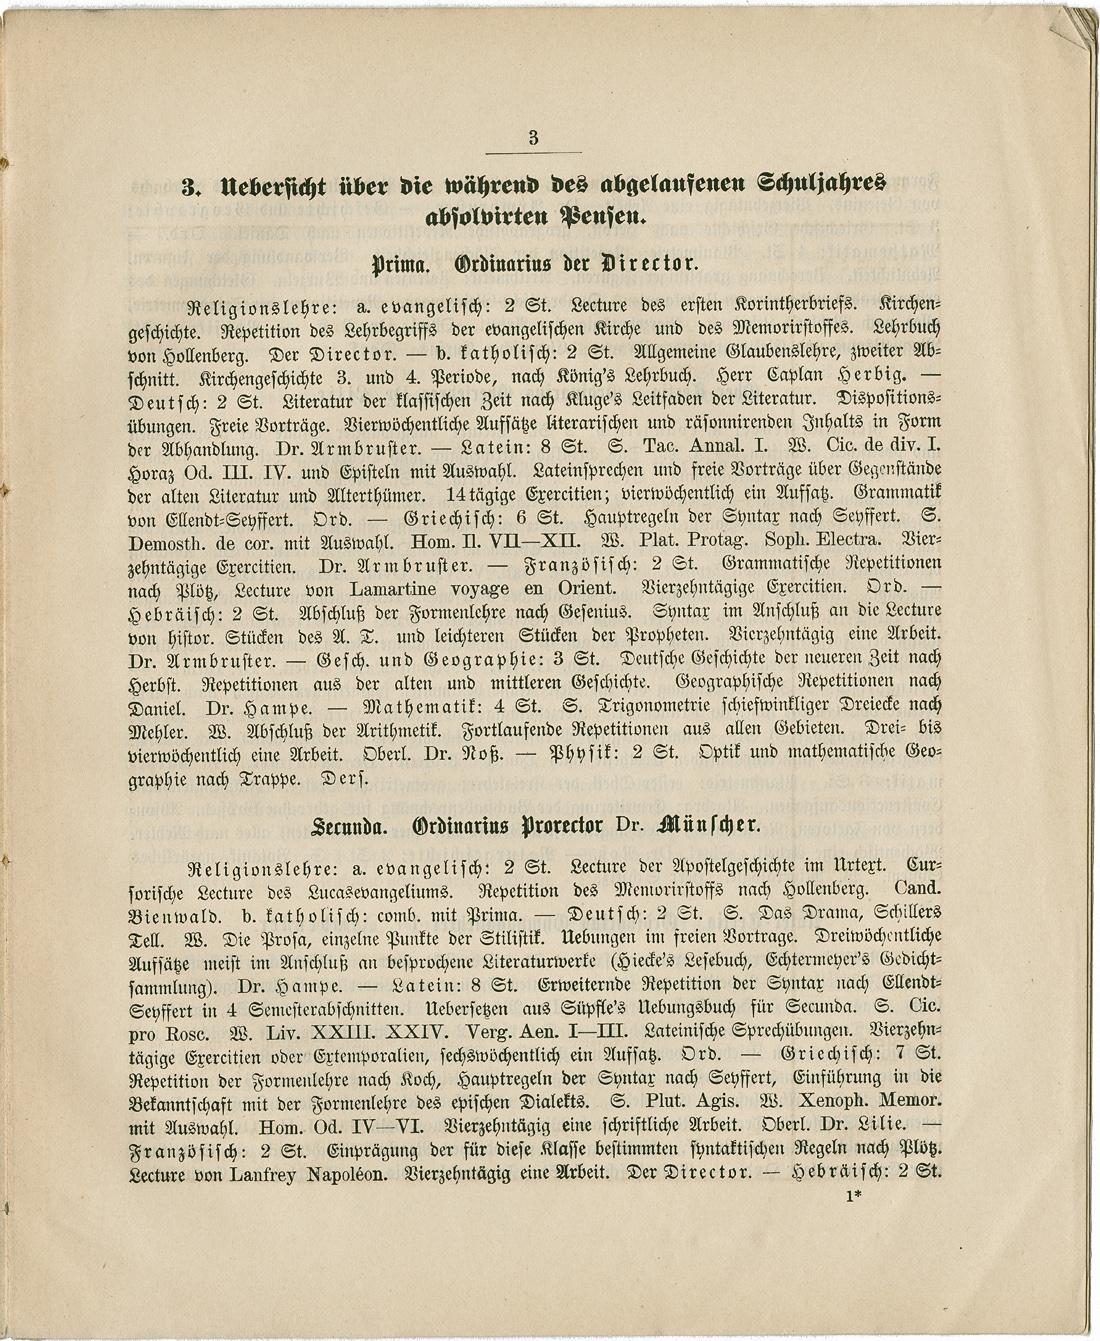 3
3. Uebersicht über die während des abgelaufenen Schuljahres
absolvirten Pensen.
Prima. Ordinarius der Director.
Religionslehre: a. evangelisch: 2 St. Lecture des ersten Korintherbriefs. Kirchen-
geschichte. Repetition des Lehrbegriffs der evangelischen Kirche und des Memorirstoffes. Lehrbuch
von Hollenberg. Der Director. — b. katholisch: 2 St. Allgemeine Glaubenslehre, zweiter Ab-
schnitt. Kirchengeschichte 3. und 4. Periode, nach König's Lehrbuch. Herr Caplan Herbig. —
Deutsch: 2 St. Literatur der klassischen Zeit nach Kluge's Leitfaden der Literatur. Dispositions-
übungen. Freie Vorträge. Vierwöchentliche Aufsätze literarischen und räsonnirenden Inhalts in Form
der Abhandlung. Dr. Armbruster. — Latein: 8 St. S. Tac. Annal. I. W. Cic. de div. I.
Horaz Od. III. IV. und Episteln mit Auswahl. Lateinsprechen und freie Vorträge über Gegenstände
der alten Literatur und Alterthümer. 14 tägige Exercitien; vierwöchentlich ein Aufsatz. Grammatik
von Ellendt-Seyffert. Ord. — Griechisch: 6 St. Hauptregeln der Syntax nach Seyffert. S.
Demosth. de cor. mit Auswahl. Hom. Il. VII—XII. W. Plat. Protag. Soph. Electra. Vier-
zehntägige Exercitien. Dr. Armbruster. — Französisch: 2 St. Grammatische Repetitionen
nach Plötz, Lecture von Lamartine voyage en Orient. Vierzehntägige Exercitien. Ord. —
Hebräisch: 2 St. Abschluß der Formenlehre nach Gesenius. Syntax im Anschluß an die Lecture
von histor. Stücken des A. T. und leichteren Stücken der Propheten. Vierzehntägig eine Arbeit.
Dr. Armbruster. — Gesch. und Geographie: 3 St. Deutsche Geschichte der neueren Zeit nach
Herbst. Repetitionen aus der alten und mittleren Geschichte. Geographische Repetitionen nach
Daniel. Dr. Hampe. — Mathematik: 4 St. S. Trigonometrie schiefwinkliger Dreiecke nach
Mehler. W. Abschluß der Arithmetik. Fortlaufende Repetitionen aus allen Gebieten. Drei- bis
vierwöchentlich eine Arbeit. Oberl. Dr. Noß. — Physik: 2 St. Optik und mathematische Geo-
graphie nach Trappe. Ders.
Secunda. Ordinarius Prorector Dr. Münscher.
Religionslehre: a. evangelisch: 2 St. Lecture der Apostelgeschichte im Urtext. Cur-
sorische Lecture des Lucasevangeliums. Repetition des Memorirstoffs nach Hollenberg. Cand.
Bienwald. b. katholisch: comb. mit Prima. — Deutsch: 2 St. S. Das Drama, Schillers
Tell. W. Die Prosa, einzelne Punkte der Stilistik. Uebungen im freien Vortrage. Dreiwöchentliche
Aufsätze meist im Anschluß an besprochene Literaturwerke (Hiecke's Lesebuch, Echtermeyer's Gedicht-
sammlung). Dr. Hampe. — Latein: 8 St. Erweiternde Repetition der Syntax nach Ellendt-
Seyffert in 4 Semesterabschnitten. Uebersetzen aus Süpfle's Uebungsbuch für Secunda. S. Cic.
pro Rosc. W. Liv. XXIII. XXIV. Verg. Aen. I—III. Lateinische Sprechübungen. Vierzehn-
tägige Exercitien oder Extemporalien, sechswöchentlich ein Aufsatz. Ord. — Griechisch: 7 St.
Repetition der Formenlehre nach Koch, Hauptregeln der Syntax nach Seyffert, Einführung in die
Bekanntschaft mit der Formenlehre des epischen Dialekts. S. Plut. Agis. W. Xenoph. Memor.
mit Auswahl. Hom. Od. IV—VI. Vierzehntägig eine schriftliche Arbeit. Oberl. Dr. Lilie. —
Französisch: 2 St. Einprägung der für diese Klasse bestimmten syntaktischen Regeln nach Plötz.
Lecture von Lanfrey Napoléon. Vierzehntägig eine Arbeit. Der Director. — Hebräisch: 2 St.
1*